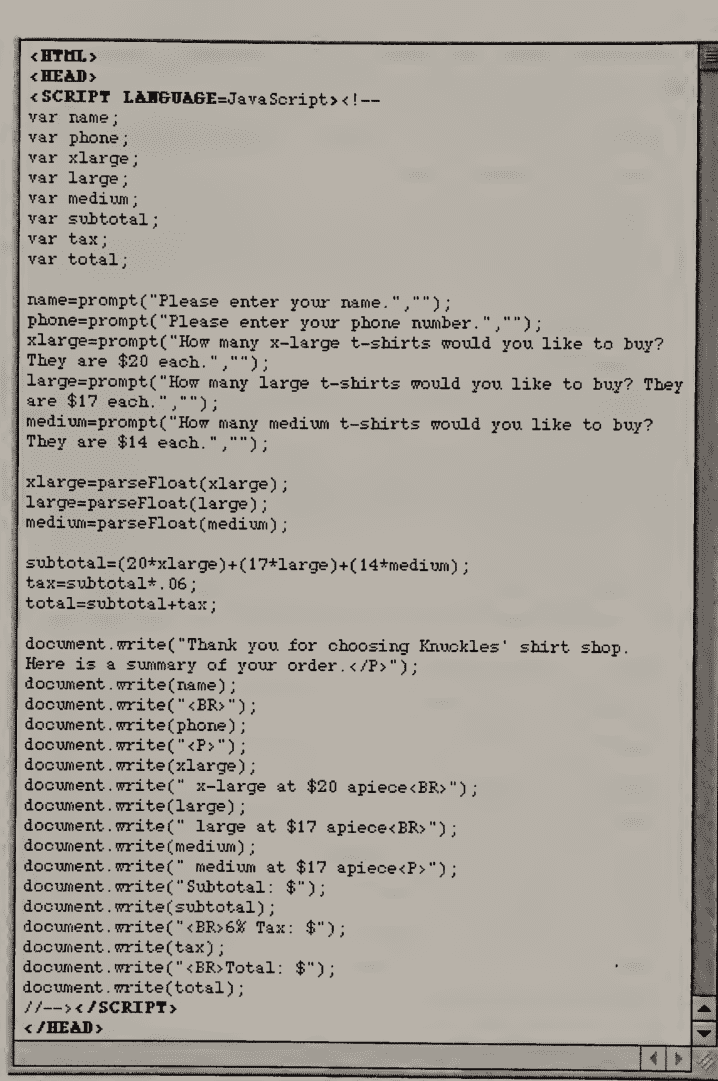 <HTML>
<HEAD>
<SCRIPT LANGUAGE=JavaScript><!--
var name;
var phone;
var xlarge;
var large;
var medium;
var subtotal;
var tax;
var total;

name=prompt("Please enter your name.","");
phone=prompt("Please enter your phone number.","");
xlarge=prompt("How many x-large t-shirts would you like to buy?
They are $20 each.","");
large=prompt("How many large t-shirts would you like to buy? They
are $17 each.","");
medium=prompt("How many medium t-shirts would you like to buy?
They are $14 each.","");

xlarge=parseFloat(xlarge);
large=parseFloat(large);
medium=parseFloat(medium);

subtotal=(20*xlarge)+(17*large)+(14*medium);
tax=subtotal*.06;
total=subtotal+tax;

document.write("Thank you for choosing Knuckles' shirt shop.
Here is a summary of your order.</P>");
document.write(name);
document.write("<BR>");
document.write(phone);
document.write("<P>");
document.write(xlarge);
document.write(" x-large at $20 apiece<BR>");
document.write(large);
document.write(" large at $17 apiece<BR>");
document.write(medium);
document.write(" medium at $17 apiece<P>");
document.write("Subtotal: $");
document.write(subtotal);
document.write("<BR>6% Tax: $");
document.write(tax);
document.write("<BR>Total: $");
document.write(total);
//--></SCRIPT>
</HEAD>